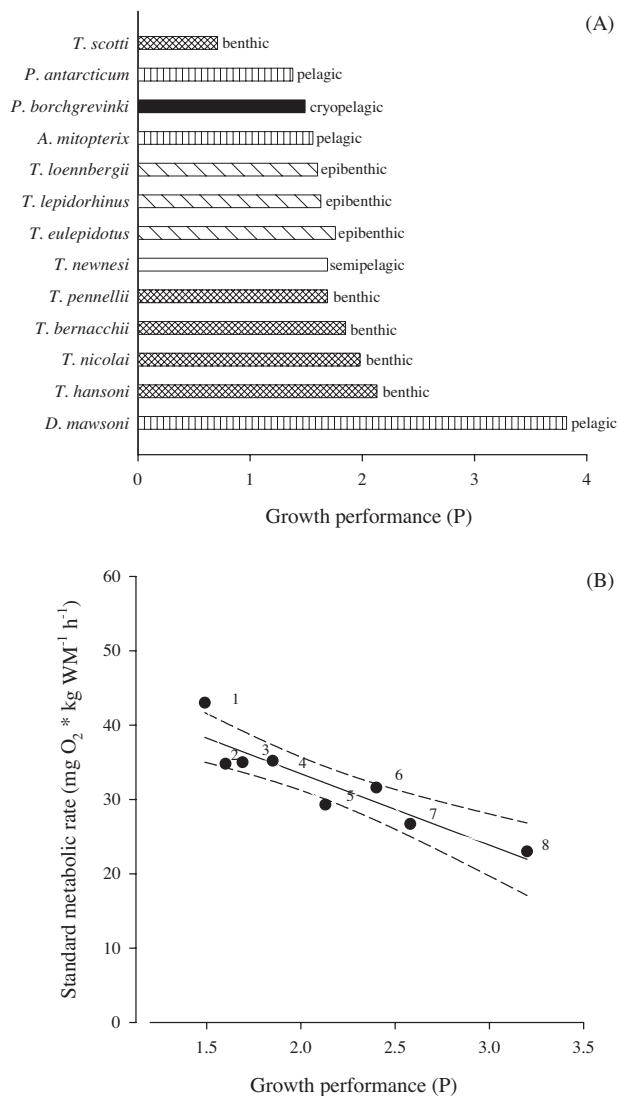 (A)
T. scotti benthic
P. antarcticum pelagic
P. borchgrevinki cryopelagic
A. mitopterix pelagic
T. loennbergii epibenthic
T. lepidorhinus epibenthic
T. eulepidotus epibenthic
T. newnesi semipelagic
T. pennellii benthic
T. bernacchii benthic
T. nicolai benthic
T. hansoni benthic
D. mawsoni pelagic
0 1 2 3 4
Growth performance (P)
(B)
Standard metabolic rate (mg O₂ * kg WM⁻¹ h⁻¹)
60
50
40
30
20
10
0
1 2 3 4 5 6 7 8
1.5 2.0 2.5 3.0 3.5
Growth performance (P)